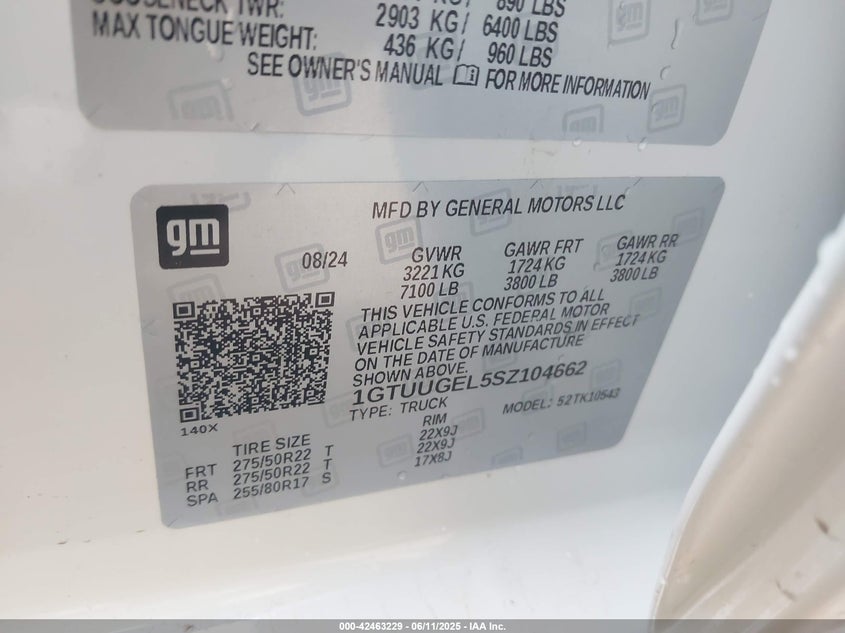 2903 KG/ 6400 LBS
MAX TONGUE WEIGHT: 436 KG/ 960 LBS
SEE OWNER'S MANUAL FOR MORE INFORMATION
gm
MFD BY GENERAL MOTORS LLC
08/24 GVWR GAWR FRT GAWR RR
3221 KG 1724 KG 1724 KG
7100 LB 3800 LB 3800 LB
THIS VEHICLE CONFORMS TO ALL
APPLICABLE U.S. FEDERAL MOTOR
VEHICLE SAFETY STANDARDS IN EFFECT
ON THE DATE OF MANUFACTURE
SHOWN ABOVE.
1GTUUGEL5SZ104662
TYPE: TRUCK MODEL: 52TK10543
140X
TIRE SIZE RIM
FRT 275/50R22 T 22X9J
RR 275/50R22 T 22X9J
SPA 255/80R17 S 17X8J
000-42463229 - 06/11/2025 - IAA Inc.